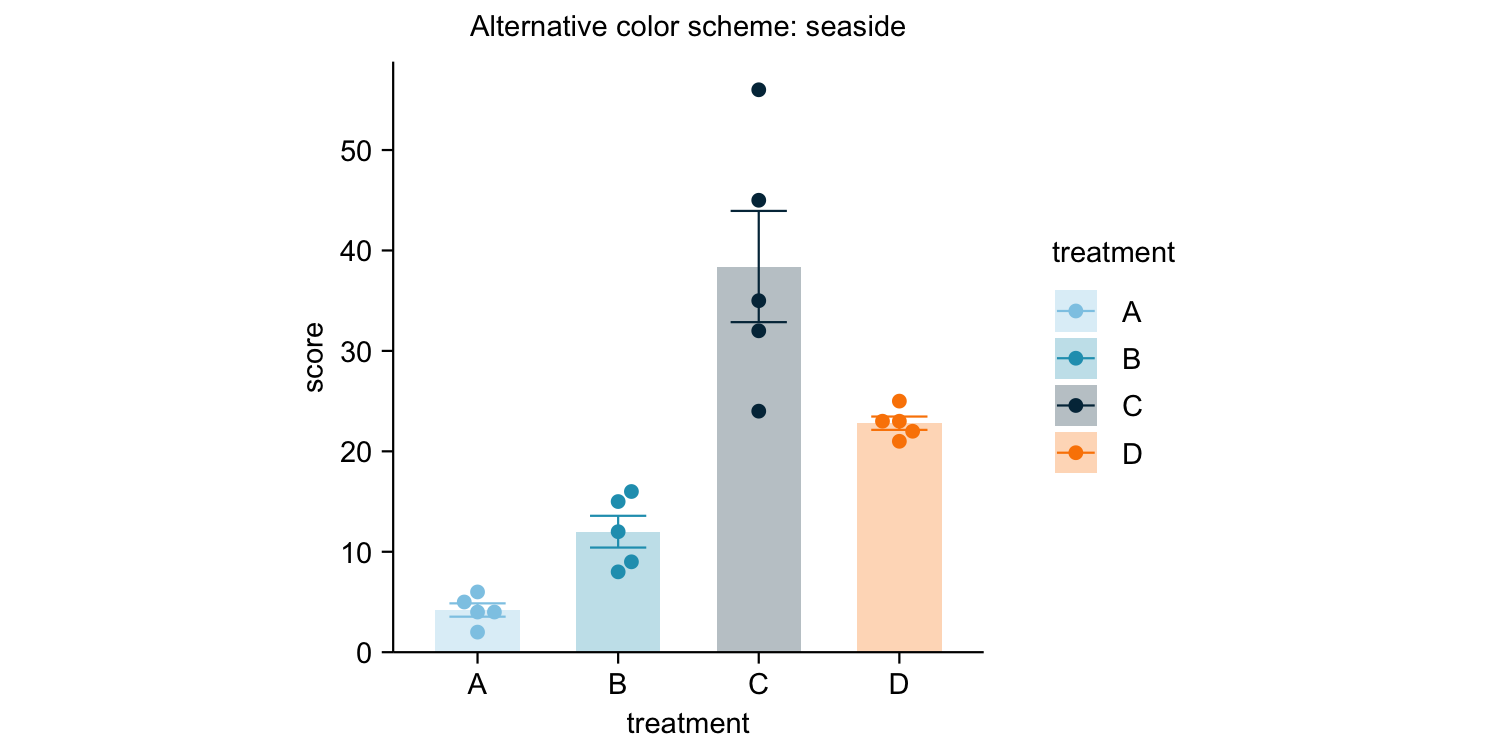 Alternative color scheme: seaside
50
40
30
20
10
0
score
A B C D
treatment
treatment
A
B
C
D